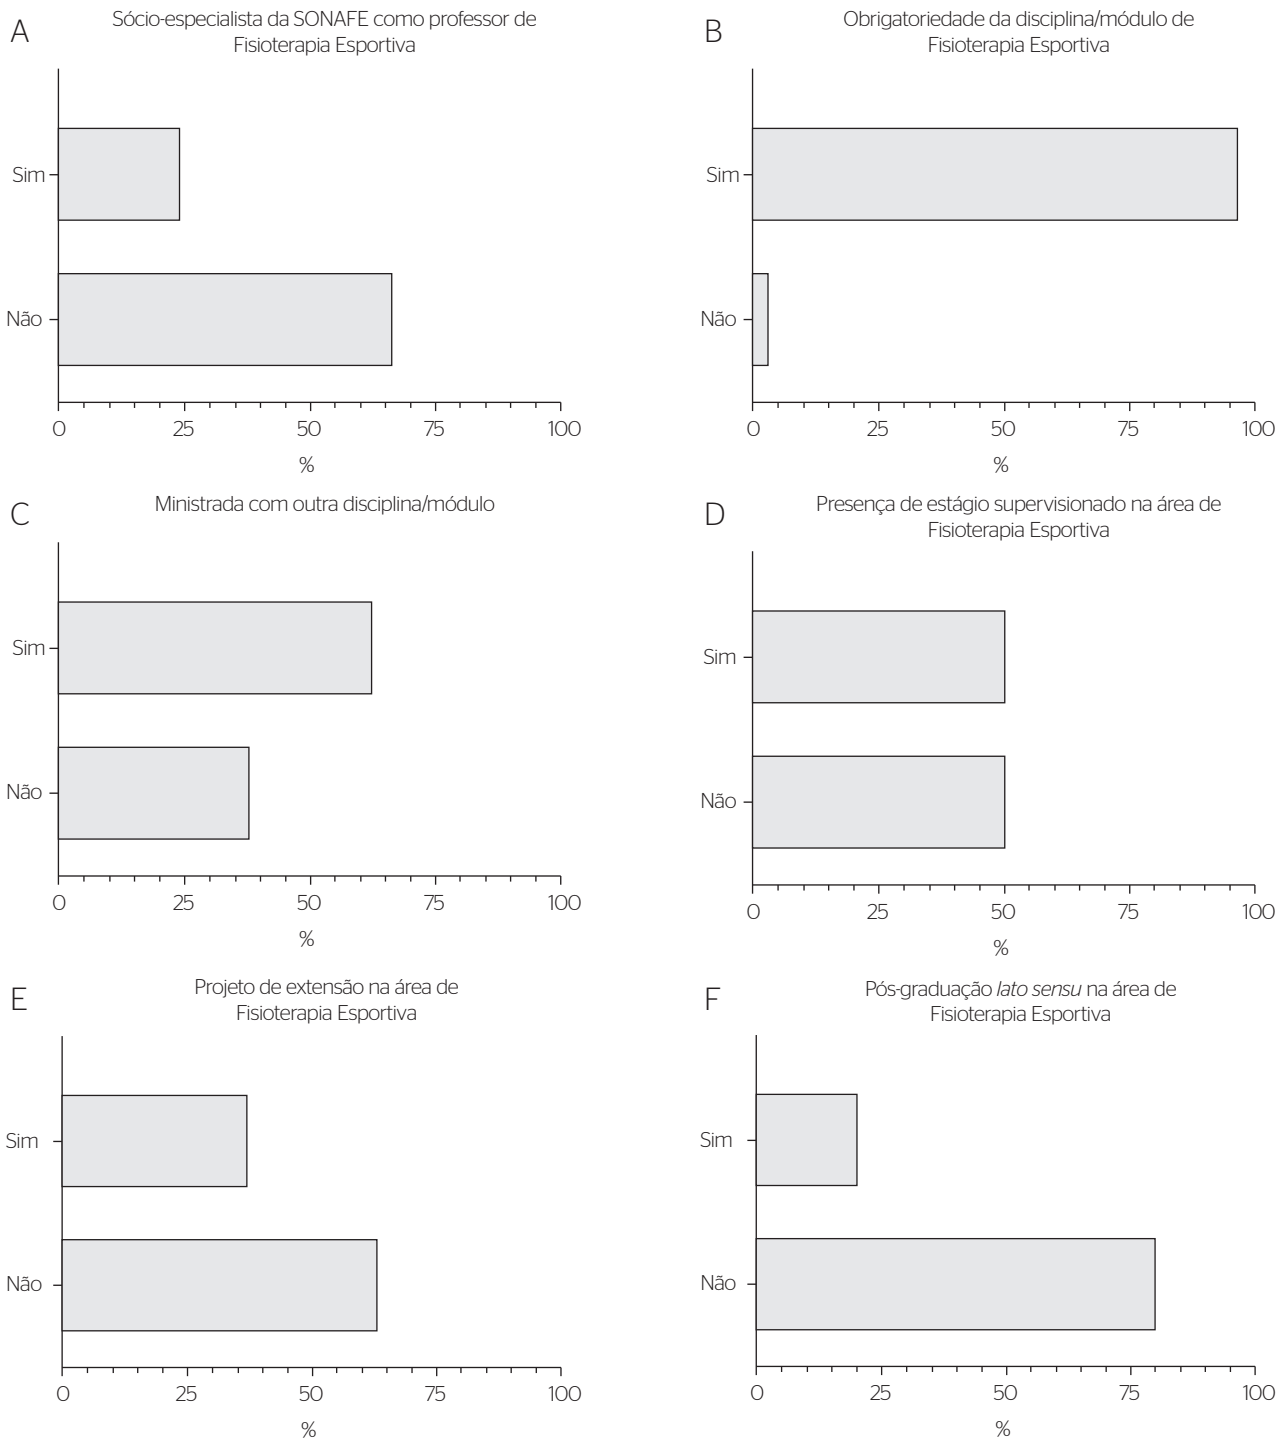 A
Sócio-especialista da SONAFE como professor de
Fisioterapia Esportiva
Sim
Não
0 25 50 75 100
%
B
Obrigatoriedade da disciplina/módulo de
Fisioterapia Esportiva
Sim
Não
0 25 50 75 100
%
C
Ministrada com outra disciplina/módulo
Sim
Não
0 25 50 75 100
%
D
Presença de estágio supervisionado na área de
Fisioterapia Esportiva
Sim
Não
0 25 50 75 100
%
E
Projeto de extensão na área de
Fisioterapia Esportiva
Sim
Não
0 25 50 75 100
%
F
Pós-graduação lato sensu na área de
Fisioterapia Esportiva
Sim
Não
0 25 50 75 100
%